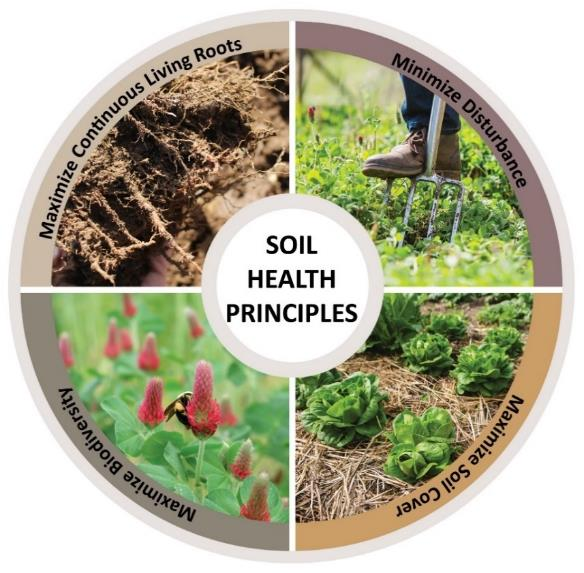 Maximize Continuous Living Roots
Minimize Disturbance
SOIL
HEALTH
PRINCIPLES
Maximize Biodiversity
Maximize Soil Cover